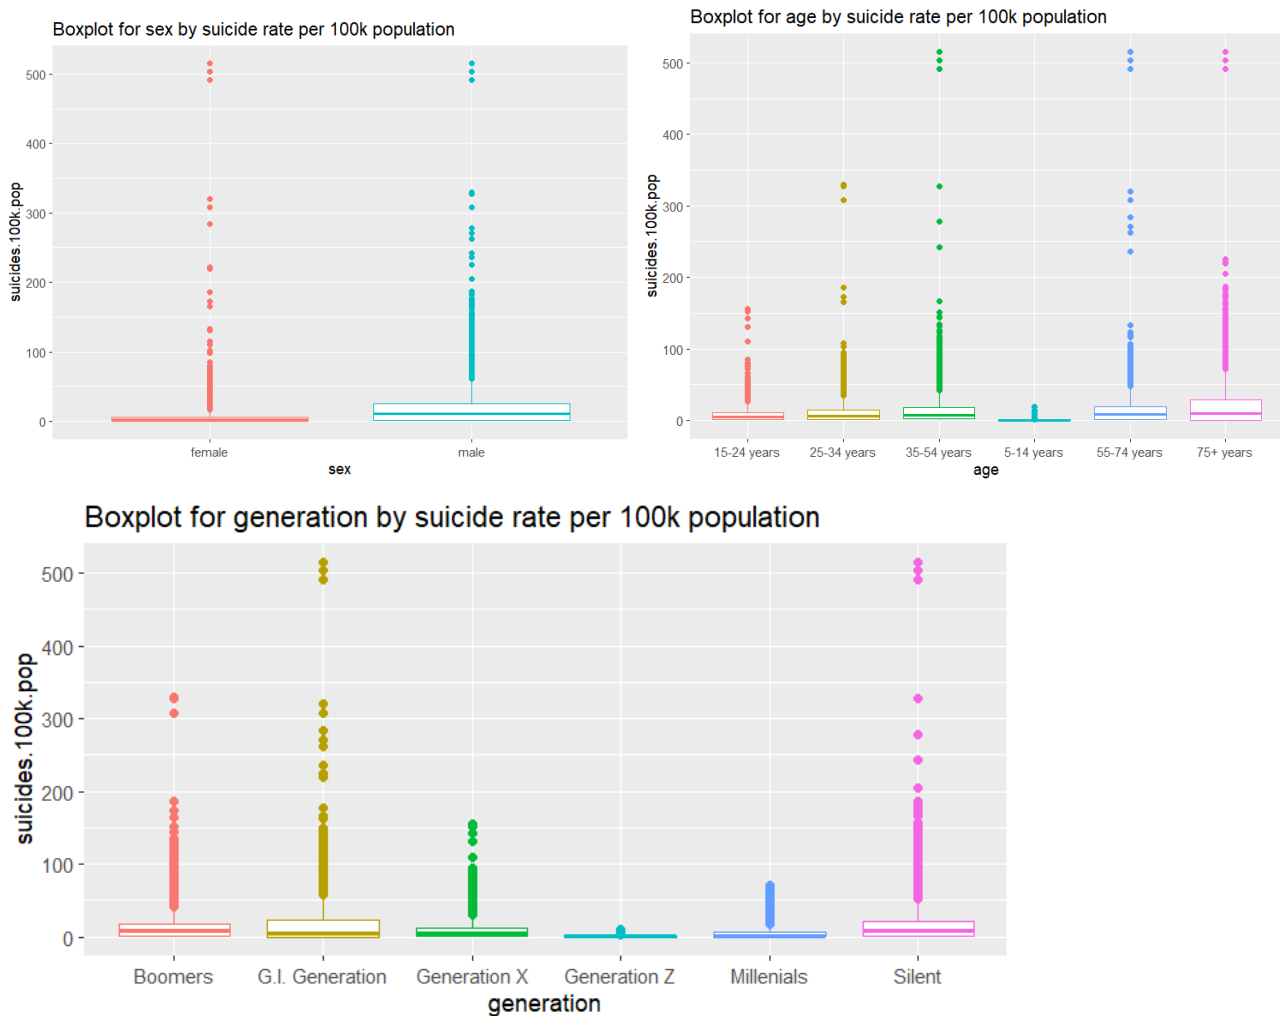 Boxplot for sex by suicide rate per 100k population
suicides.100k.pop
500
400
300
200
100
0
female male
sex
Boxplot for age by suicide rate per 100k population
suicides.100k.pop
500
400
300
200
100
0
15-24 years 25-34 years 35-54 years 5-14 years 55-74 years 75+ years
age
Boxplot for generation by suicide rate per 100k population
suicides.100k.pop
500
400
300
200
100
0
Boomers G.I. Generation Generation X Generation Z Millenials Silent
generation